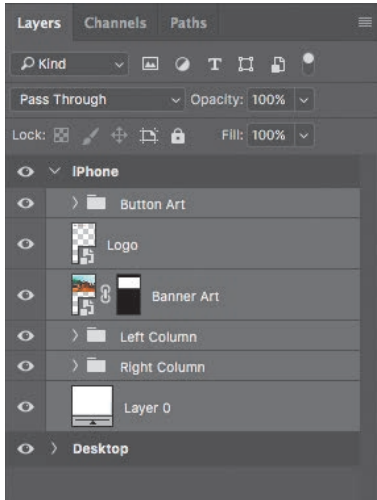 Layers Channels Paths
Kind T
Pass Through Opacity: 100%
Lock: Fill: 100%
iPhone
Button Art
Logo
Banner Art
Left Column
Right Column
Layer 0
Desktop